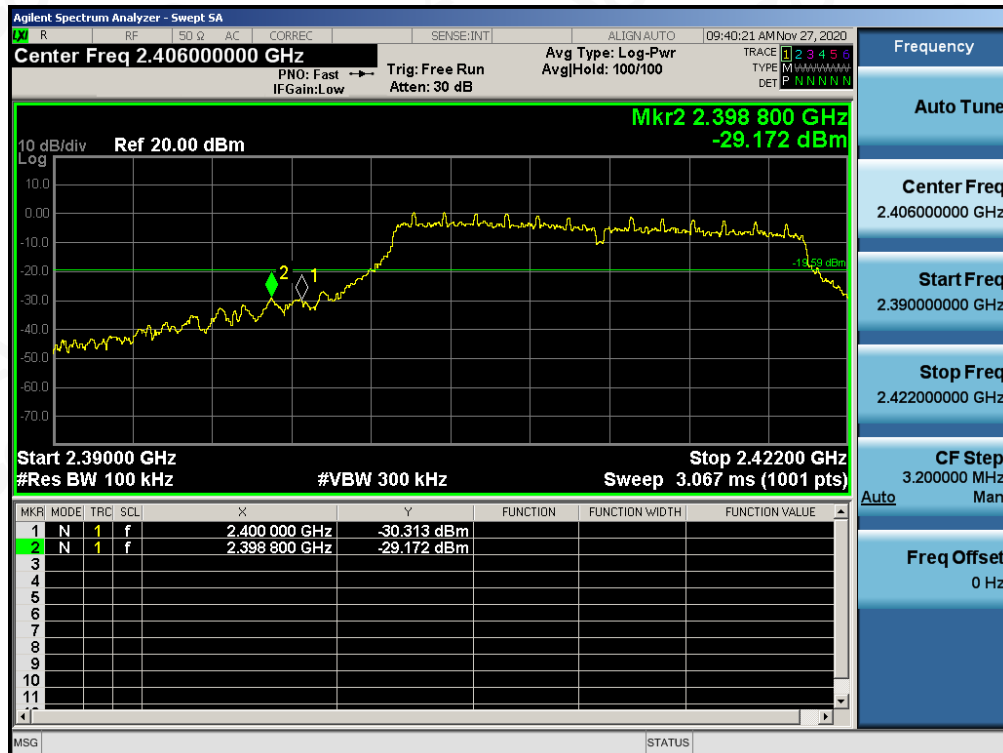 Agilent Spectrum Analyzer - Swept SA
LXI R RF 50 Ω AC CORREC SENSE:INT ALIGN AUTO 09:40:21 AM Nov 27, 2020
Center Freq 2.406000000 GHz
PNO: Fast
IFGain:Low
Trig: Free Run
Atten: 30 dB
Avg Type: Log-Pwr
Avg|Hold: 100/100
TRACE 1 2 3 4 5 6
TYPE M W W W W W
DET P N N N N N
Mkr2 2.398 800 GHz
-29.172 dBm
10 dB/div Ref 20.00 dBm
Log
10.0
0.00
-10.0
-20.0
-30.0
-40.0
-50.0
-60.0
-70.0
2
1
-19.59 dBm
Start 2.39000 GHz Stop 2.42200 GHz
#Res BW 100 kHz #VBW 300 kHz Sweep 3.067 ms (1001 pts)
MKR MODE TRC SCL X Y FUNCTION FUNCTION WIDTH FUNCTION VALUE
1 N 1 f 2.400 000 GHz -30.313 dBm
2 N 1 f 2.398 800 GHz -29.172 dBm
3
4
5
6
7
8
9
10
11
MSG STATUS
Frequency
Auto Tune
Center Freq
2.406000000 GHz
Start Freq
2.390000000 GHz
Stop Freq
2.422000000 GHz
CF Step
3.200000 MHz
Auto Man
Freq Offset
0 Hz